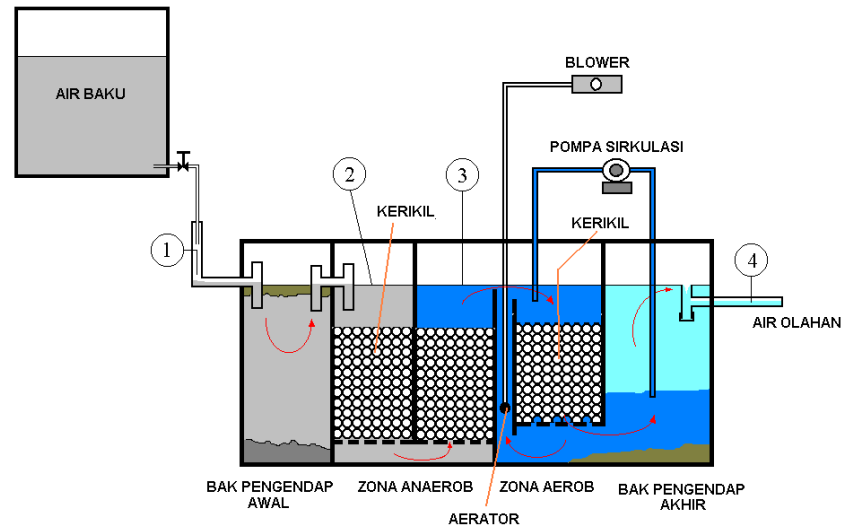 AIR BAKU
BLOWER
POMPA SIRKULASI
2
3
KERIKIL
KERIKIL
1
4
AIR OLAHAN
BAK PENGENDAP
AWAL
ZONA ANAEROB
ZONA AEROB
BAK PENGENDAP
AKHIR
AERATOR